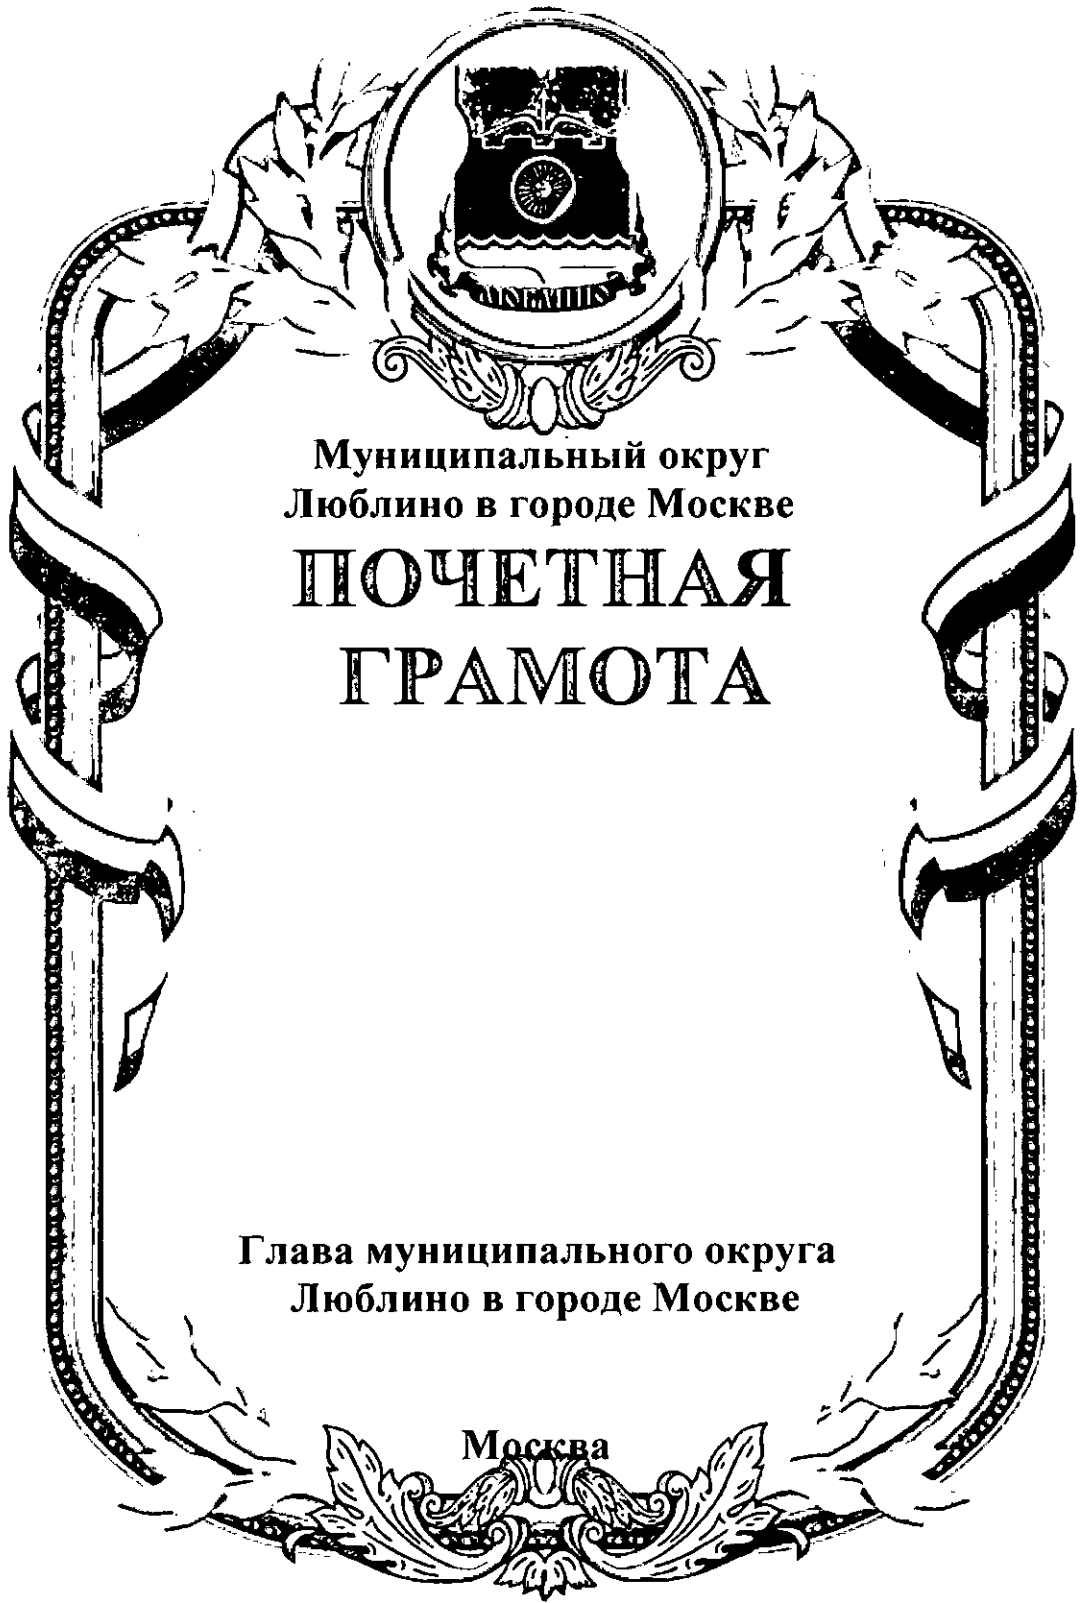 Муниципальный округ
Люблино в городе Москве
ПОЧЕТНАЯ
ГРАМОТА
Глава муниципального округа
Люблино в городе Москве
Москва